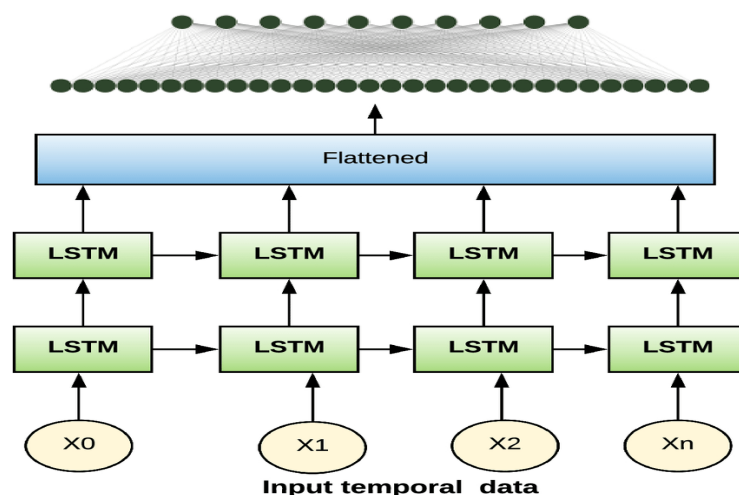 Flattened
LSTM LSTM LSTM LSTM
LSTM LSTM LSTM LSTM
X0 X1 X2 Xn
Input temporal data